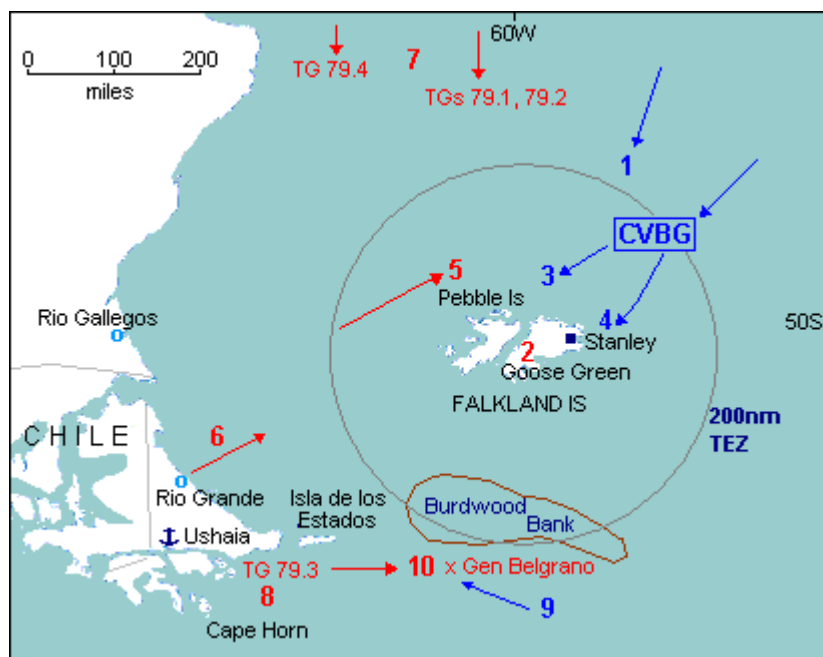 60W
0 100 200
miles
TG 79.4
7
TGs 79.1, 79.2
1
CVBG
3
5
Pebble Is
4
50S
Rio Gallegos
2
Stanley
Goose Green
FALKLAND IS
200nm
TEZ
CHILE
6
Rio Grande
Isla de los
Estados
Burdwood
Bank
Ushaia
TG 79.3
10 x Gen Belgrano
8
9
Cape Horn